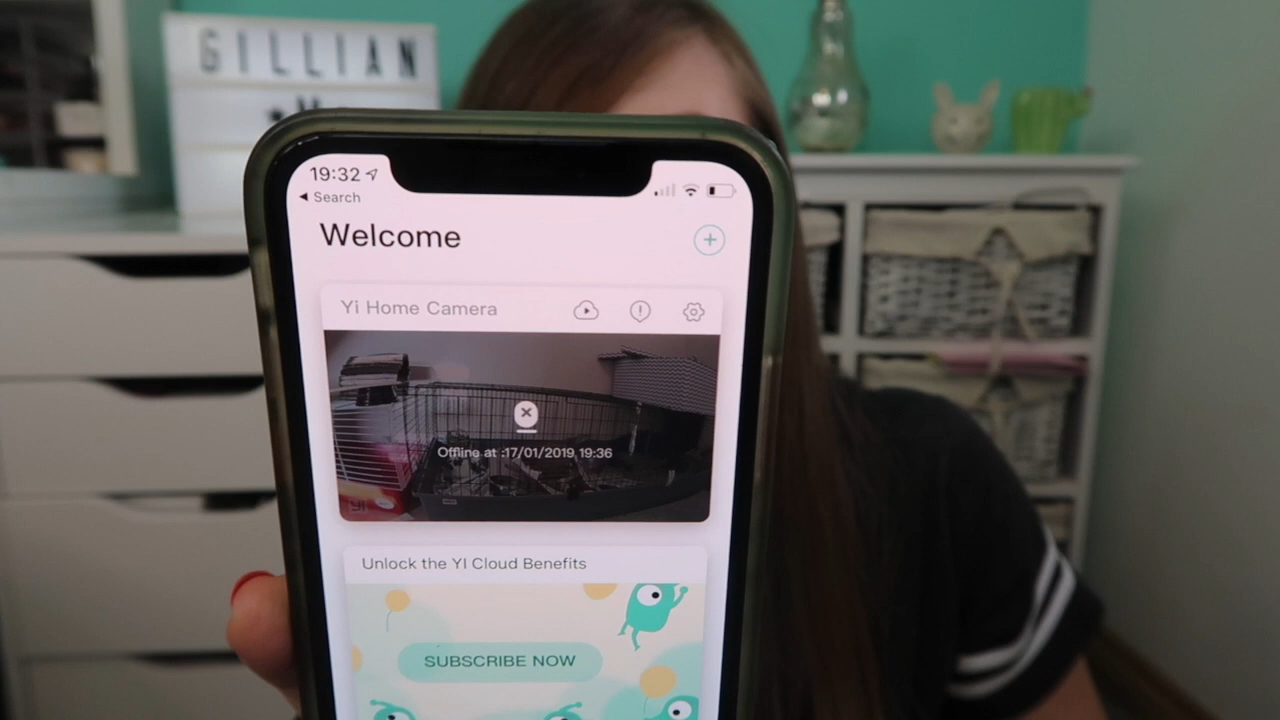 GILLIAN
19:32
Search
Welcome
Yi Home Camera
Offline at :17/01/2019 19:36
YI
Unlock the YI Cloud Benefits
SUBSCRIBE NOW